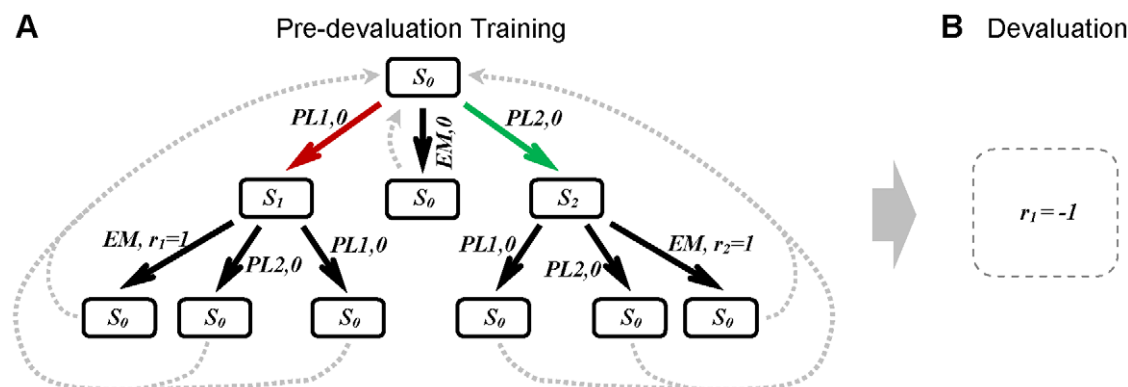 A Pre-devaluation Training B Devaluation
S0
PL1,0 EM,0 PL2,0
S1 S0 S2
EM, r1=1 PL2,0 PL1,0 PL1,0 PL2,0 EM, r2=1
r1 = -1
S0 S0 S0 S0 S0 S0